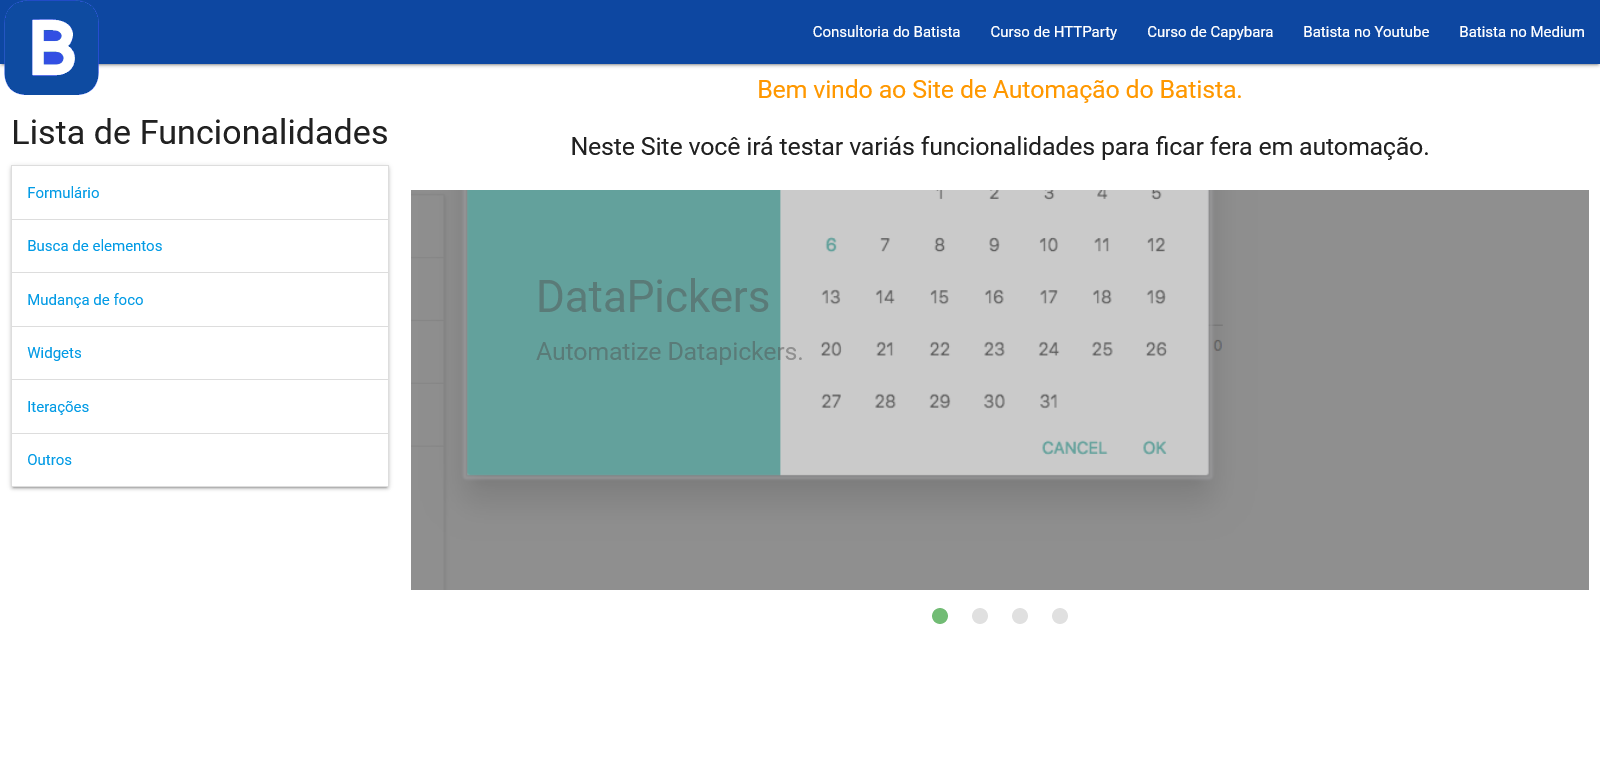 B
Consultoria do Batista Curso de HTTParty Curso de Capybara Batista no Youtube Batista no Medium
Bem vindo ao Site de Automação do Batista.
Neste Site você irá testar variás funcionalidades para ficar fera em automação.
Lista de Funcionalidades
Formulário
Busca de elementos
Mudança de foco
Widgets
Iterações
Outros
DataPickers
Automatize Datapickers.
1 2 3 4 5
6 7 8 9 10 11 12
13 14 15 16 17 18 19
20 21 22 23 24 25 26
27 28 29 30 31
CANCEL OK
0